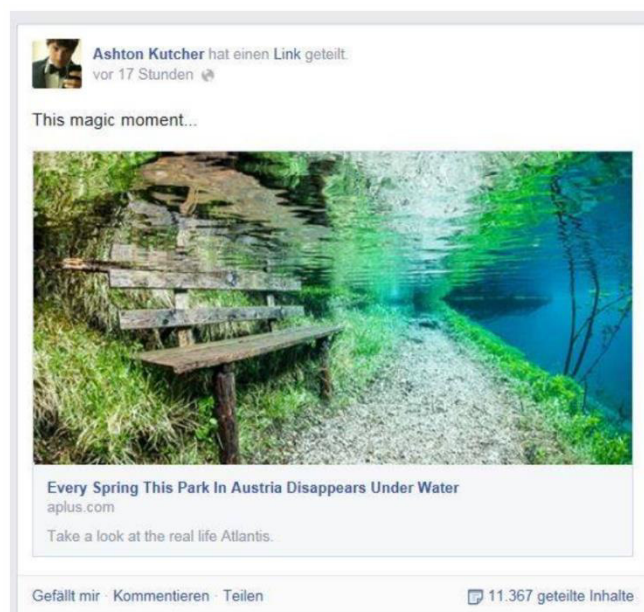 Ashton Kutcher hat einen Link geteilt.
vor 17 Stunden
This magic moment...
Every Spring This Park In Austria Disappears Under Water
aplus.com
Take a look at the real life Atlantis.
Gefällt mir · Kommentieren · Teilen
11.367 geteilte Inhalte